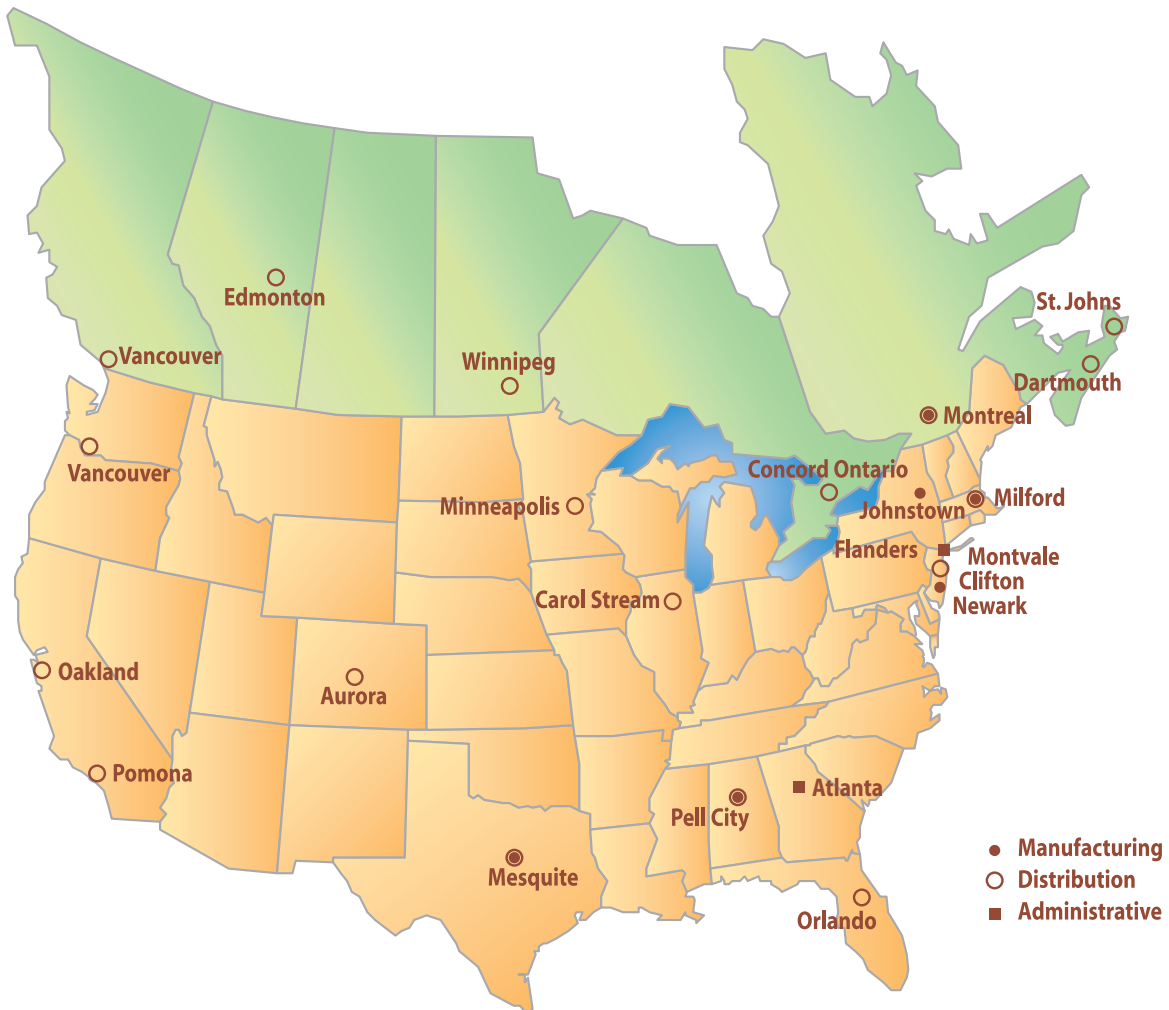 St. Johns
Edmonton
Vancouver
Winnipeg
Dartmouth
Montreal
Vancouver
Concord Ontario
Minneapolis
Milford
Johnstown
Flanders
Montvale
Clifton
Carol Stream
Newark
Oakland
Aurora
Pomona
Atlanta
Pell City
Manufacturing
Mesquite
Distribution
Administrative
Orlando